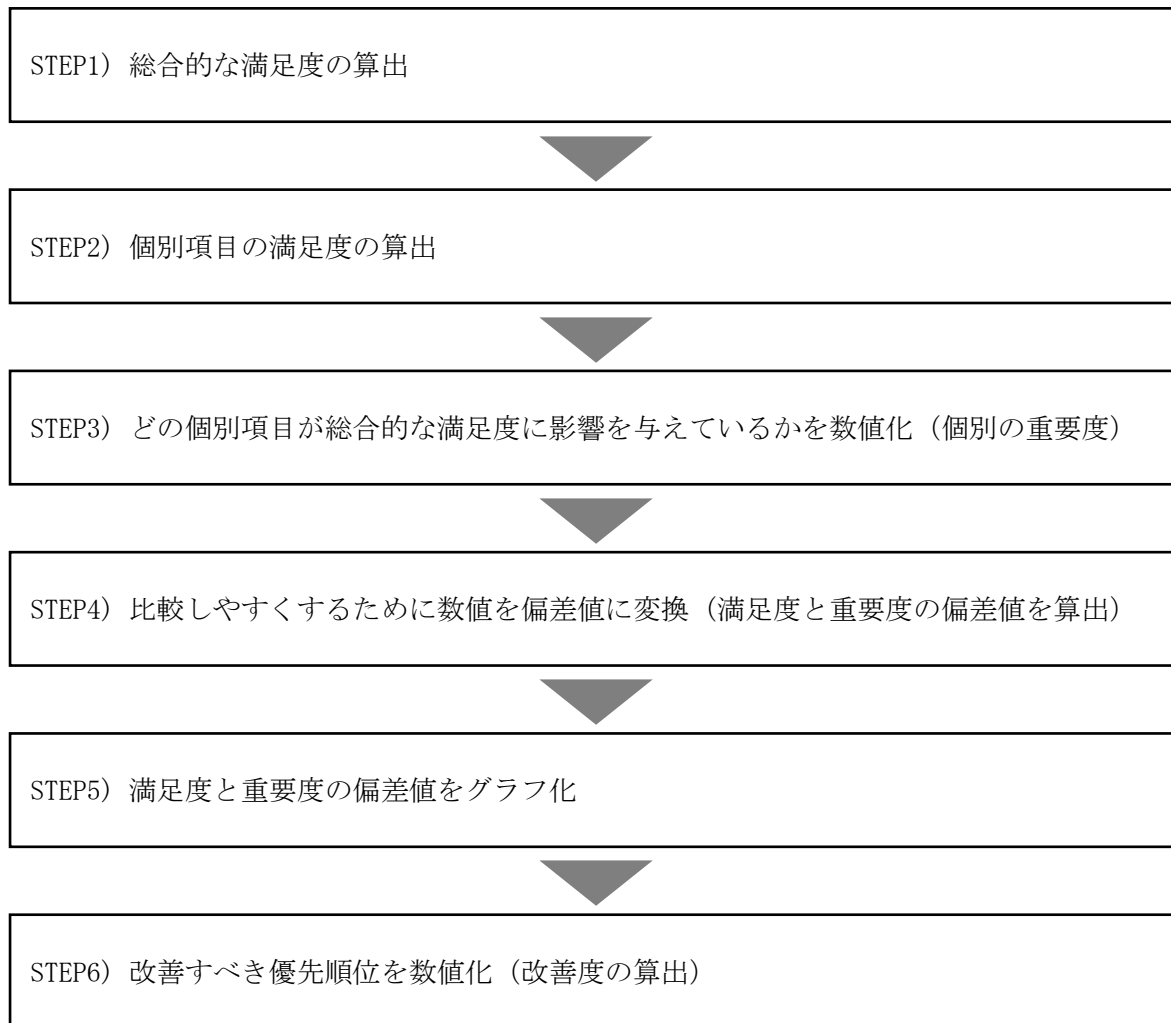 STEP1) 総合的な満足度の算出
STEP2) 個別項目の満足度の算出
STEP3) どの個別項目が総合的な満足度に影響を与えているかを数値化（個別の重要度）
STEP4) 比較しやすくするために数値を偏差値に変換（満足度と重要度の偏差値を算出）
STEP5) 満足度と重要度の偏差値をグラフ化
STEP6) 改善すべき優先順位を数値化（改善度の算出）